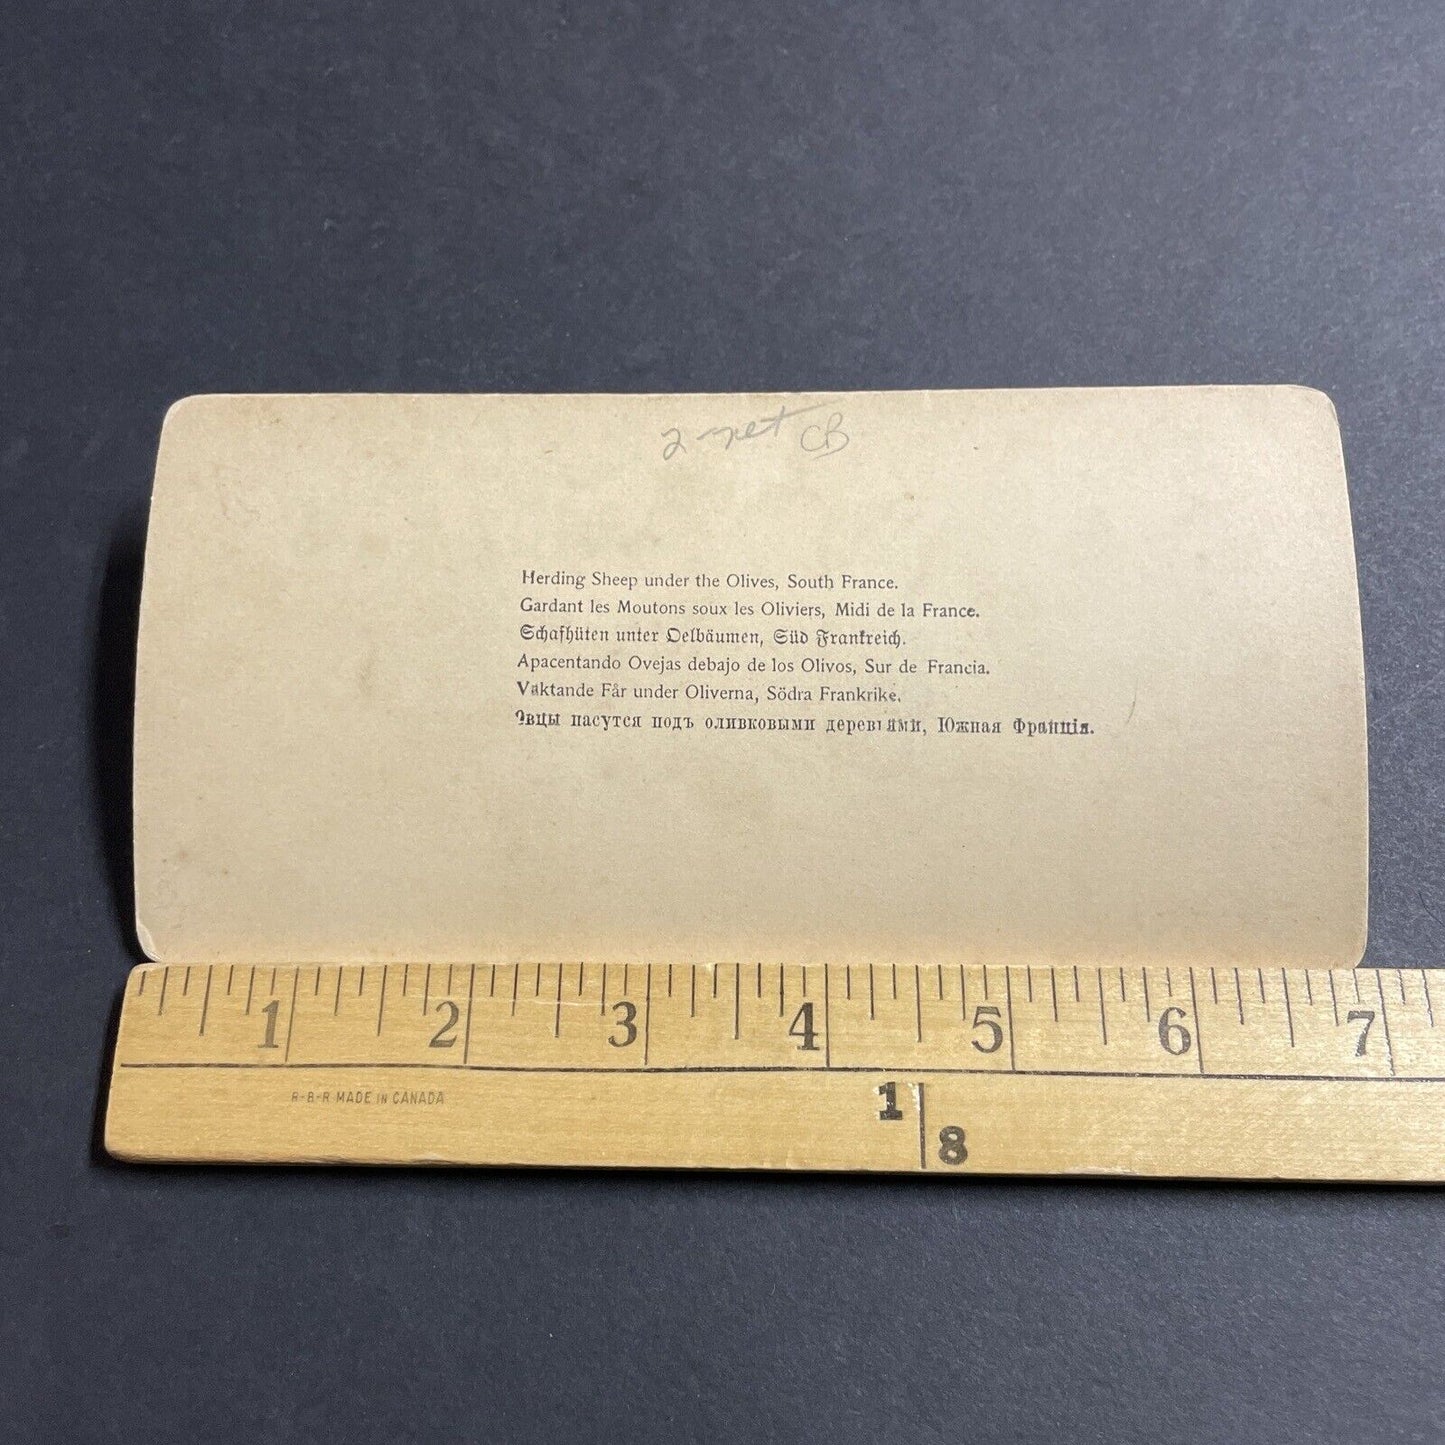 2 net CB
Herding Sheep under the Olives, South France.
Gardant les Moutons soux les Oliviers, Midi de la France.
Schafhüten unter Oelbäumen, Süd Frankreich.
Apacentando Ovejas debajo de los Olivos, Sur de Francia.
Vaktande Får under Oliverna, Södra Frankrike.
Овцы пасутся подъ оливковыми деревіями, Южная Франція.
1 2 3 4 5 6 7
R-B-R MADE IN CANADA
1
8